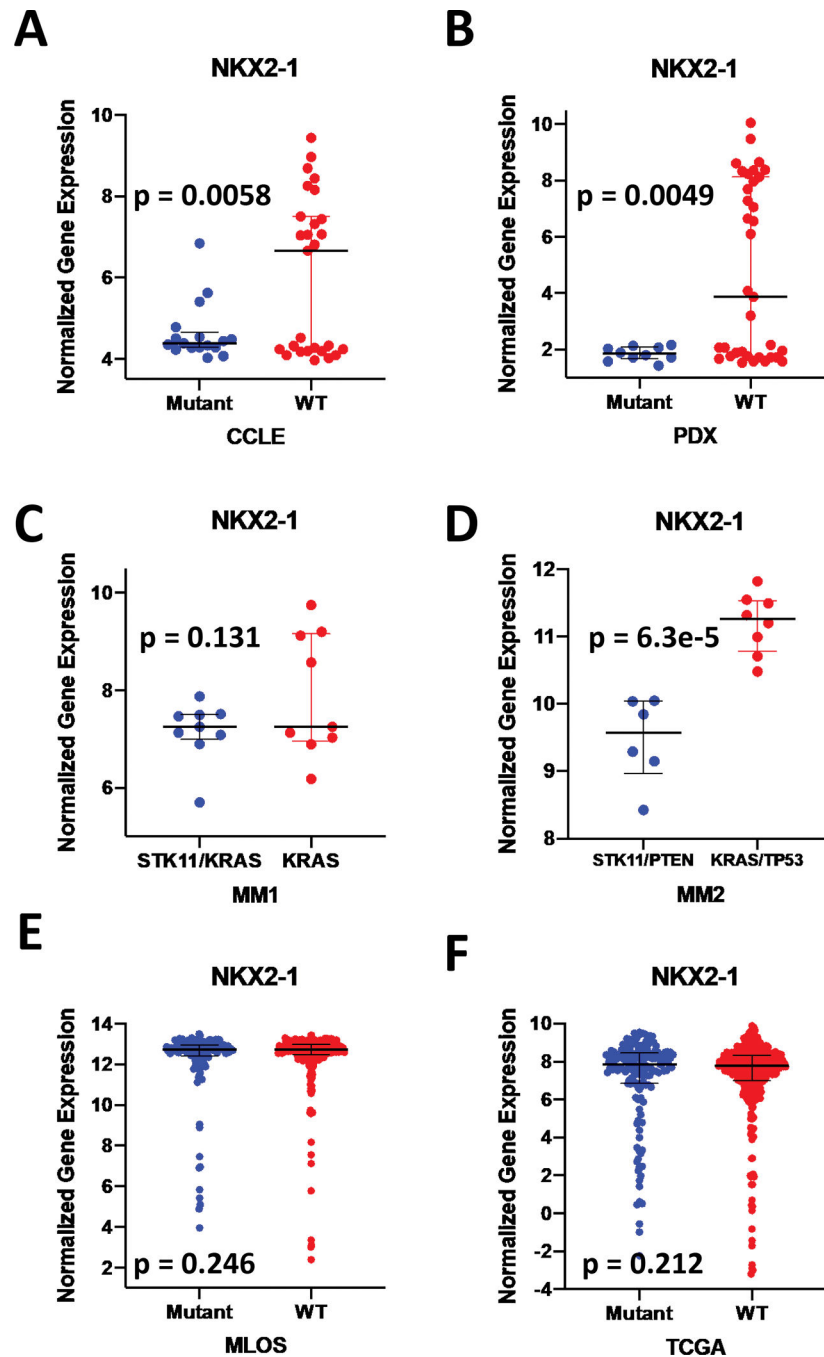 A
NKX2-1
Normalized Gene Expression
10
8
6
4
p = 0.0058
Mutant WT
CCLE
B
NKX2-1
Normalized Gene Expression
10
8
6
4
2
p = 0.0049
Mutant WT
PDX
C
NKX2-1
Normalized Gene Expression
10
8
6
p = 0.131
STK11/KRAS KRAS
MM1
D
NKX2-1
Normalized Gene Expression
12
11
10
9
8
p = 6.3e-5
STK11/PTEN KRAS/TP53
MM2
E
NKX2-1
Normalized Gene Expression
14
12
10
8
6
4
2
p = 0.246
Mutant WT
MLOS
F
NKX2-1
Normalized Gene Expression
10
8
6
4
2
0
-2
-4
p = 0.212
Mutant WT
TCGA